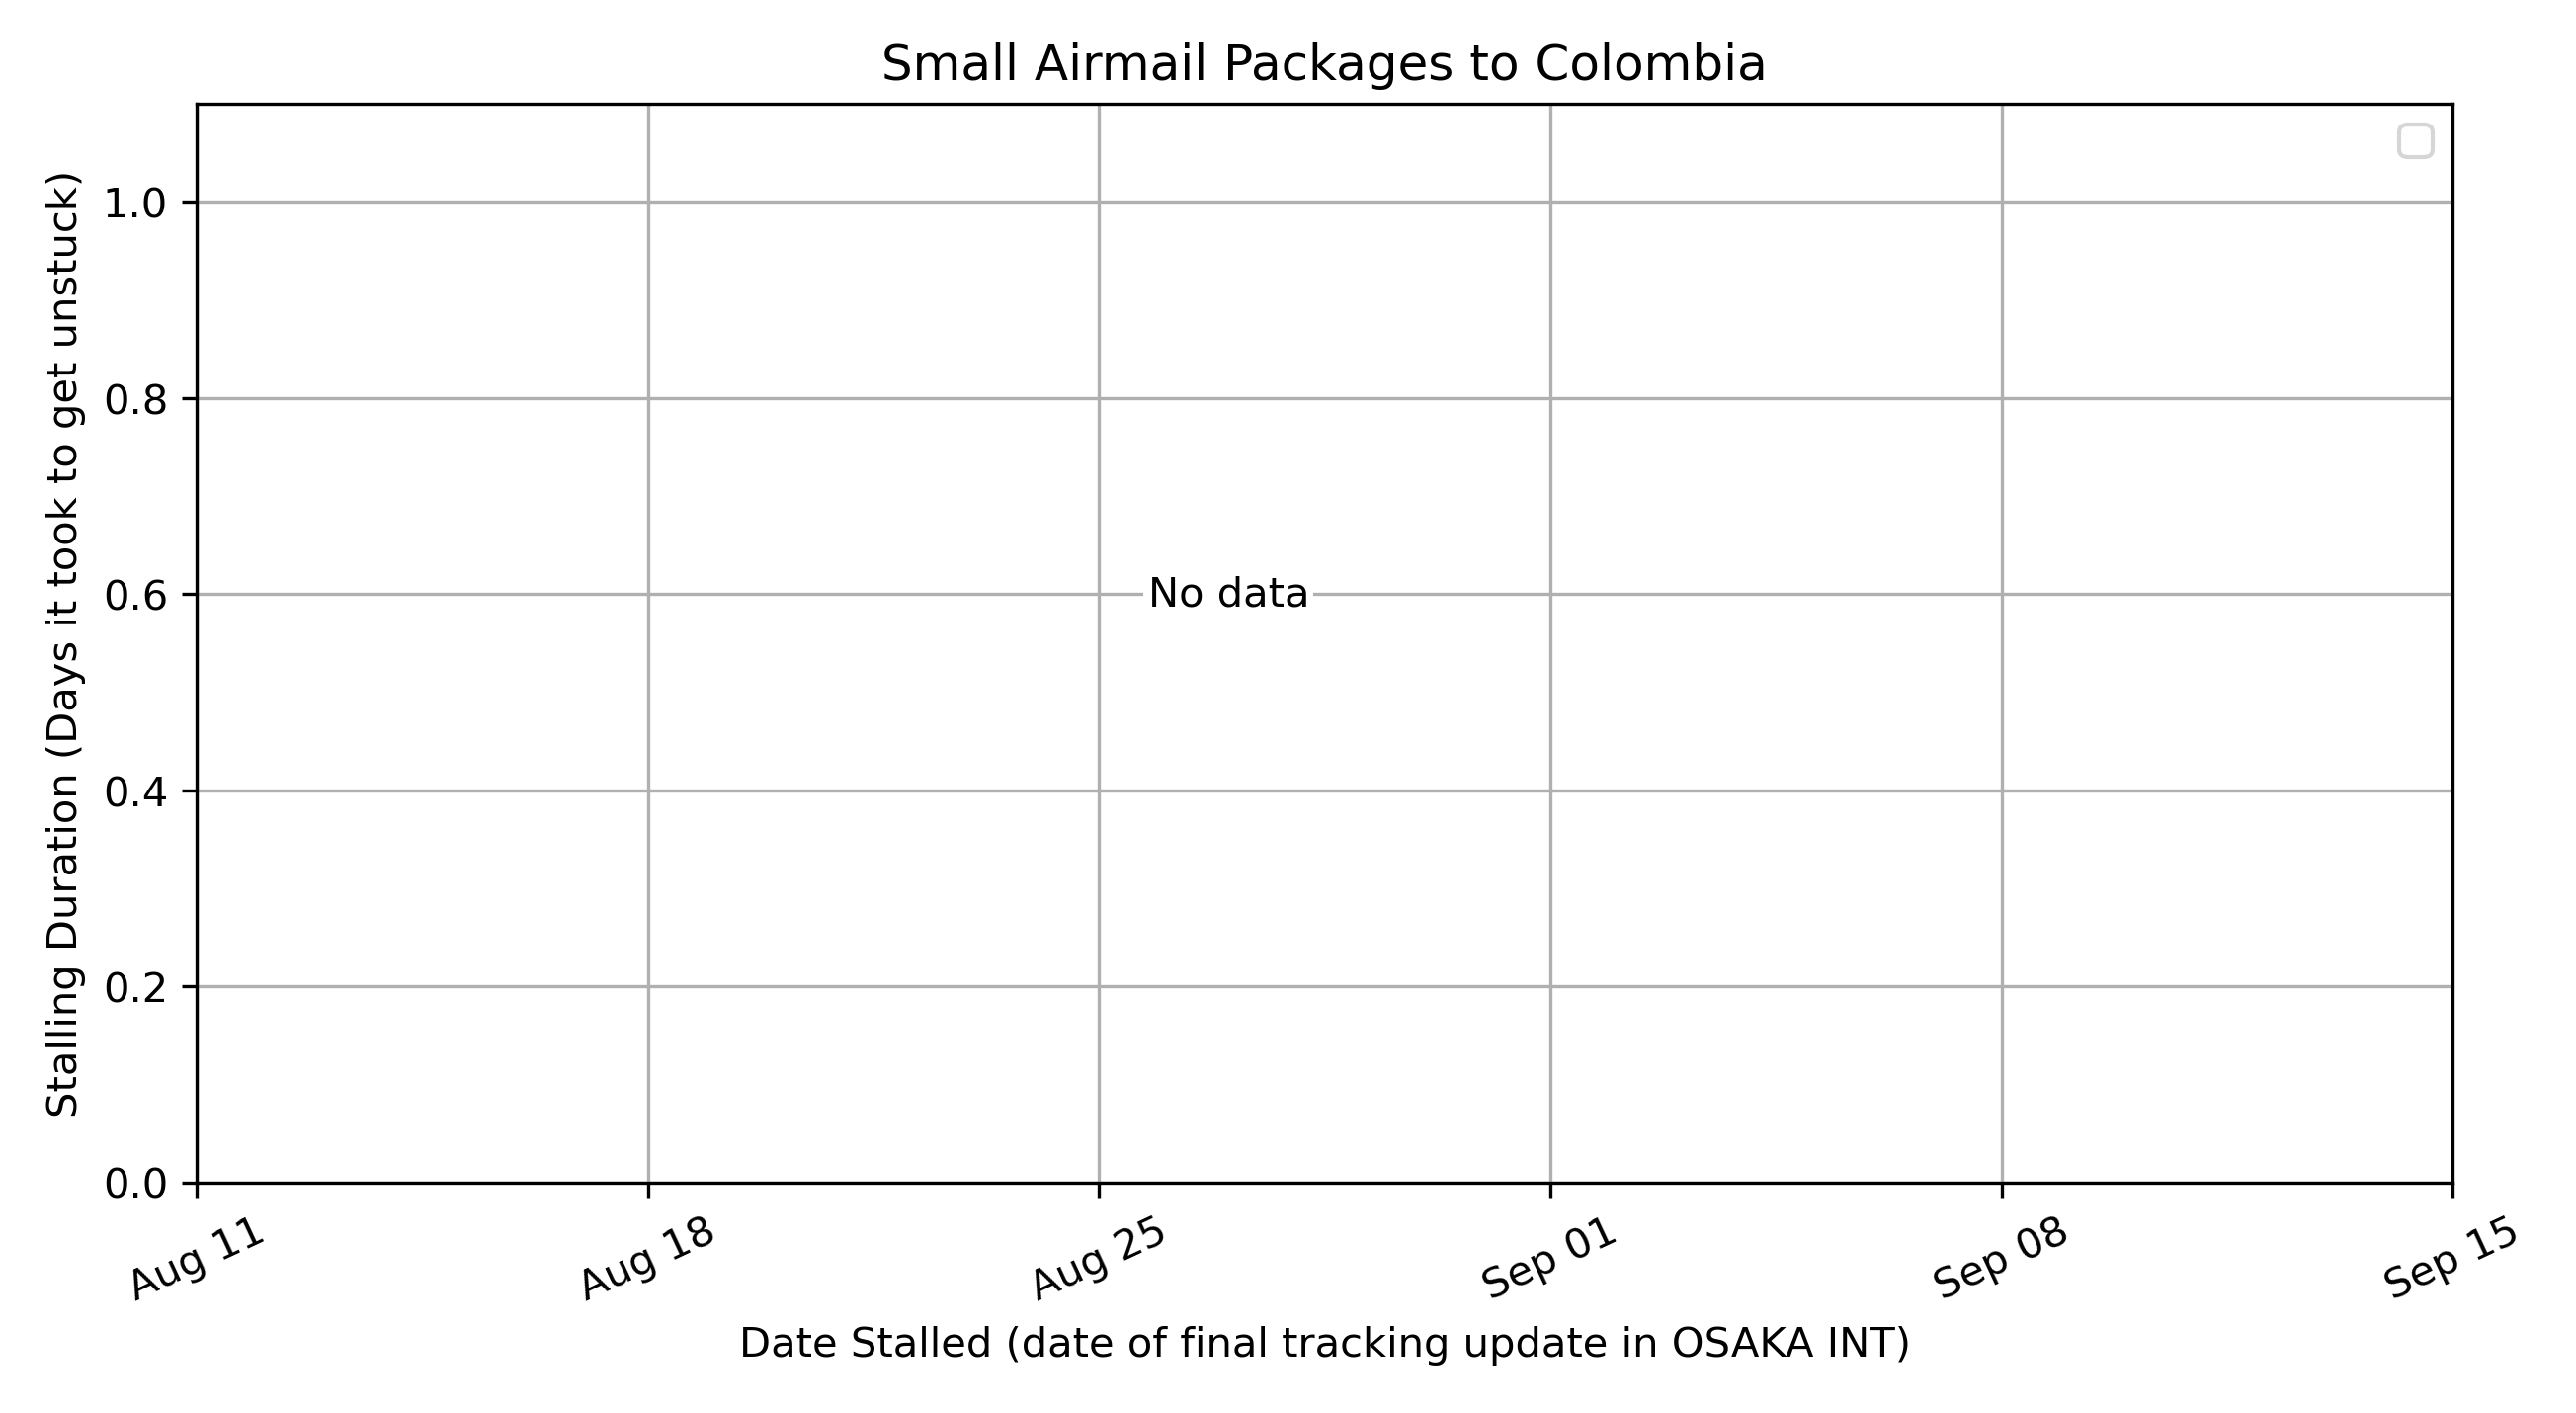 Small Airmail Packages to Colombia
Stalling Duration (Days it took to get unstuck)
1.0
0.8
0.6
0.4
0.2
0.0
No data
Aug 11
Aug 18
Aug 25
Sep 01
Sep 08
Sep 15
Date Stalled (date of final tracking update in OSAKA INT)